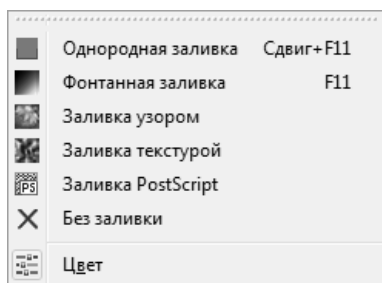 Однородная заливка Сдвиг+F11
Фонтанная заливка F11
Заливка узором
Заливка текстурой
PS Заливка PostScript
Без заливки
Цвет